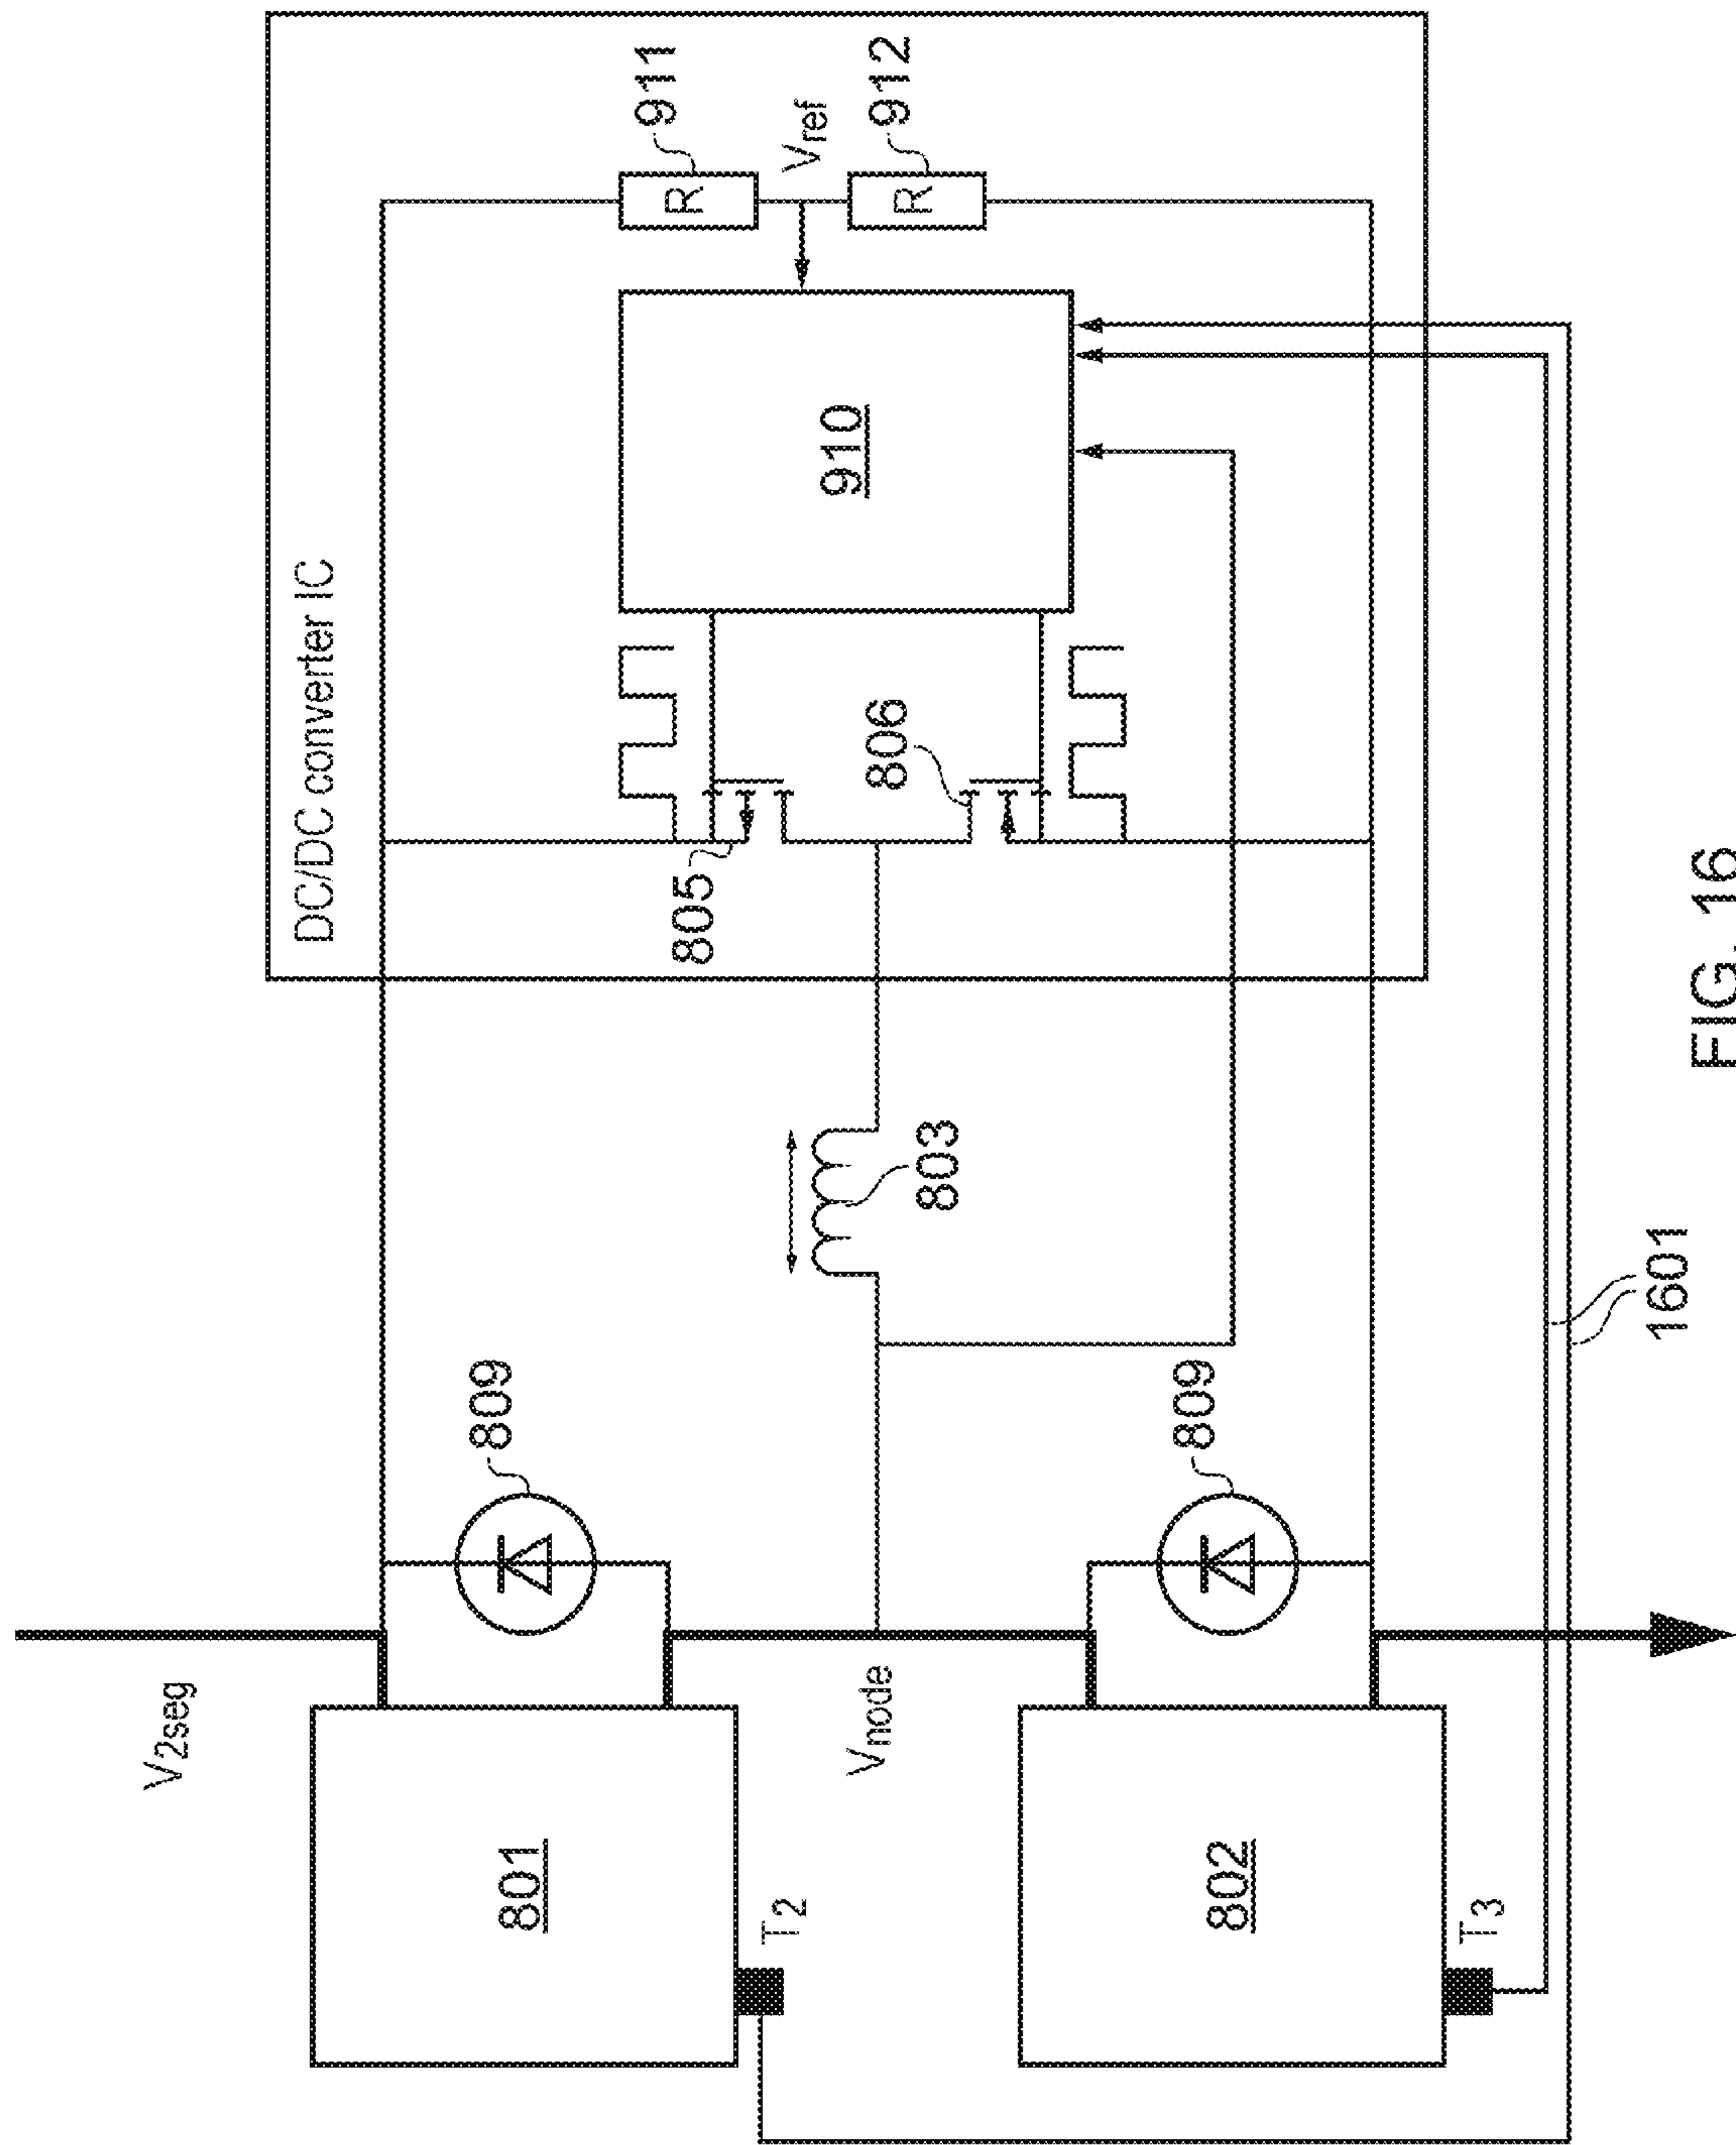 DC/DC converter IC
911
R
Vref
912
R
910
805
806
803
809
809
V2seg
Vnode
801
T2
802
T3
1601
FIG. 16